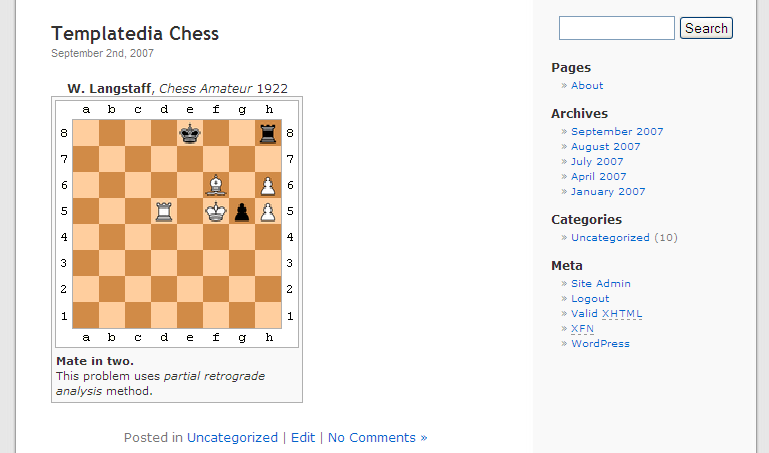 Templatedia Chess
September 2nd, 2007
W. Langstaff, Chess Amateur 1922
a b c d e f g h
8 8
7 7
6 6
5 5
4 4
3 3
2 2
1 1
a b c d e f g h
Mate in two.
This problem uses partial retrograde
analysis method.
Posted in Uncategorized | Edit | No Comments »
Search
Pages
» About
Archives
» September 2007
» August 2007
» July 2007
» April 2007
» January 2007
Categories
» Uncategorized (10)
Meta
» Site Admin
» Logout
» Valid XHTML
» XFN
» WordPress